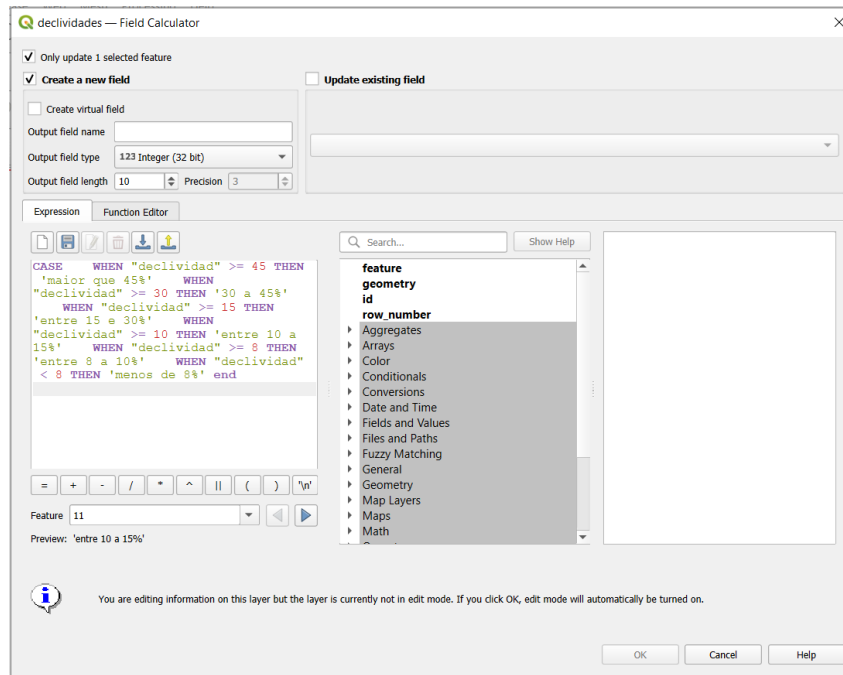 declividades — Field Calculator
Only update 1 selected feature
Create a new field
Update existing field
Create virtual field
Output field name
Output field type 123 Integer (32 bit)
Output field length 10 Precision 3
Expression Function Editor
Search... Show Help
CASE WHEN "declividad" >= 45 THEN
'maior que 45%' WHEN
"declividad" >= 30 THEN '30 a 45%'
WHEN "declividad" >= 15 THEN
'entre 15 e 30%' WHEN
"declividad" >= 10 THEN 'entre 10 a
15%' WHEN "declividad" >= 8 THEN
'entre 8 a 10%' WHEN "declividad"
< 8 THEN 'menos de 8%' end
feature
geometry
id
row_number
Aggregates
Arrays
Color
Conditionals
Conversions
Date and Time
Fields and Values
Files and Paths
Fuzzy Matching
General
Geometry
Map Layers
Maps
Math
= + - / * ^ || ( ) '\n'
Feature 11
Preview: 'entre 10 a 15%'
You are editing information on this layer but the layer is currently not in edit mode. If you click OK, edit mode will automatically be turned on.
OK Cancel Help